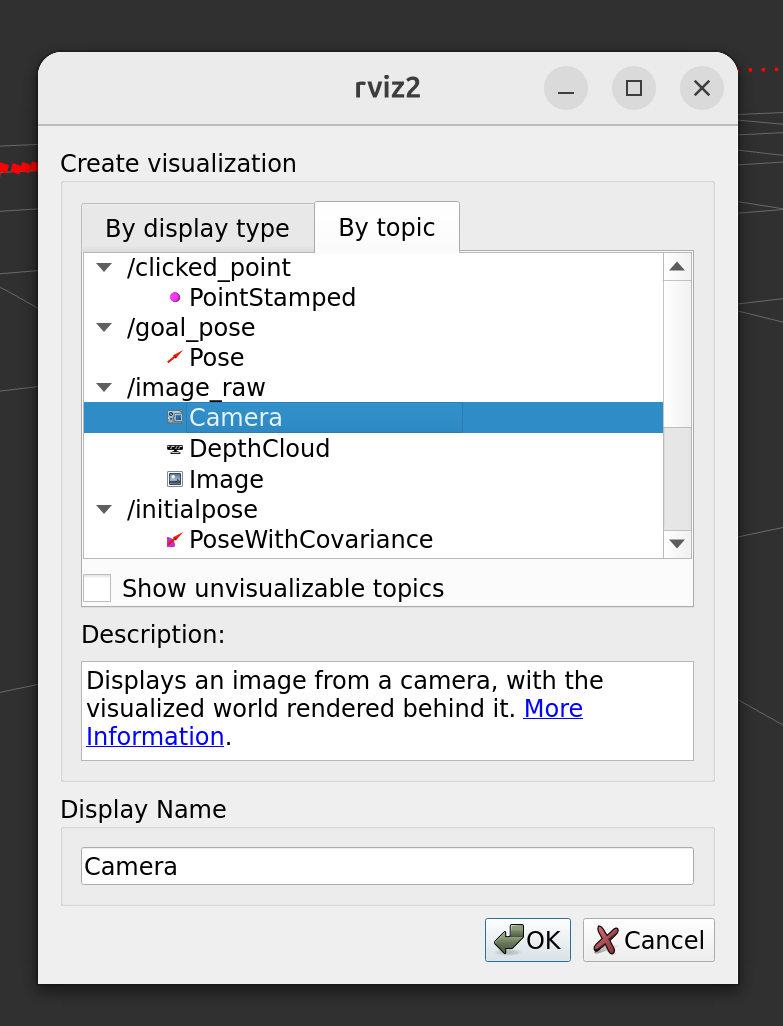 rviz2
Create visualization
By display type
By topic
/clicked_point
PointStamped
/goal_pose
Pose
/image_raw
Camera
DepthCloud
Image
/initialpose
PoseWithCovariance
Show unvisualizable topics
Description:
Displays an image from a camera, with the
visualized world rendered behind it. More
Information.
Display Name
Camera
OK
Cancel